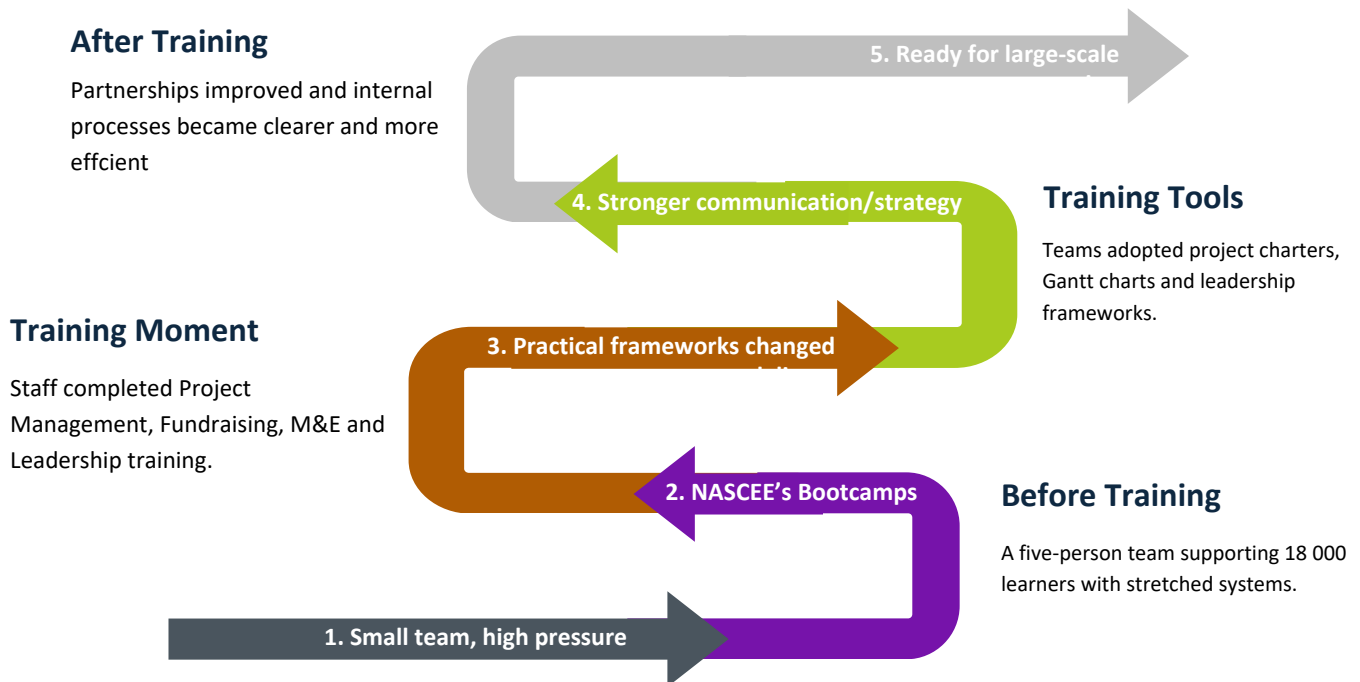 After Training
Partnerships improved and internal
processes became clearer and more
effcient
5. Ready for large-scale
4. Stronger communication/strategy
Training Tools
Teams adopted project charters,
Gantt charts and leadership
frameworks.
Training Moment
Staff completed Project
Management, Fundraising, M&E and
Leadership training.
3. Practical frameworks changed
2. NASCEE’s Bootcamps
Before Training
A five-person team supporting 18 000
learners with stretched systems.
1. Small team, high pressure